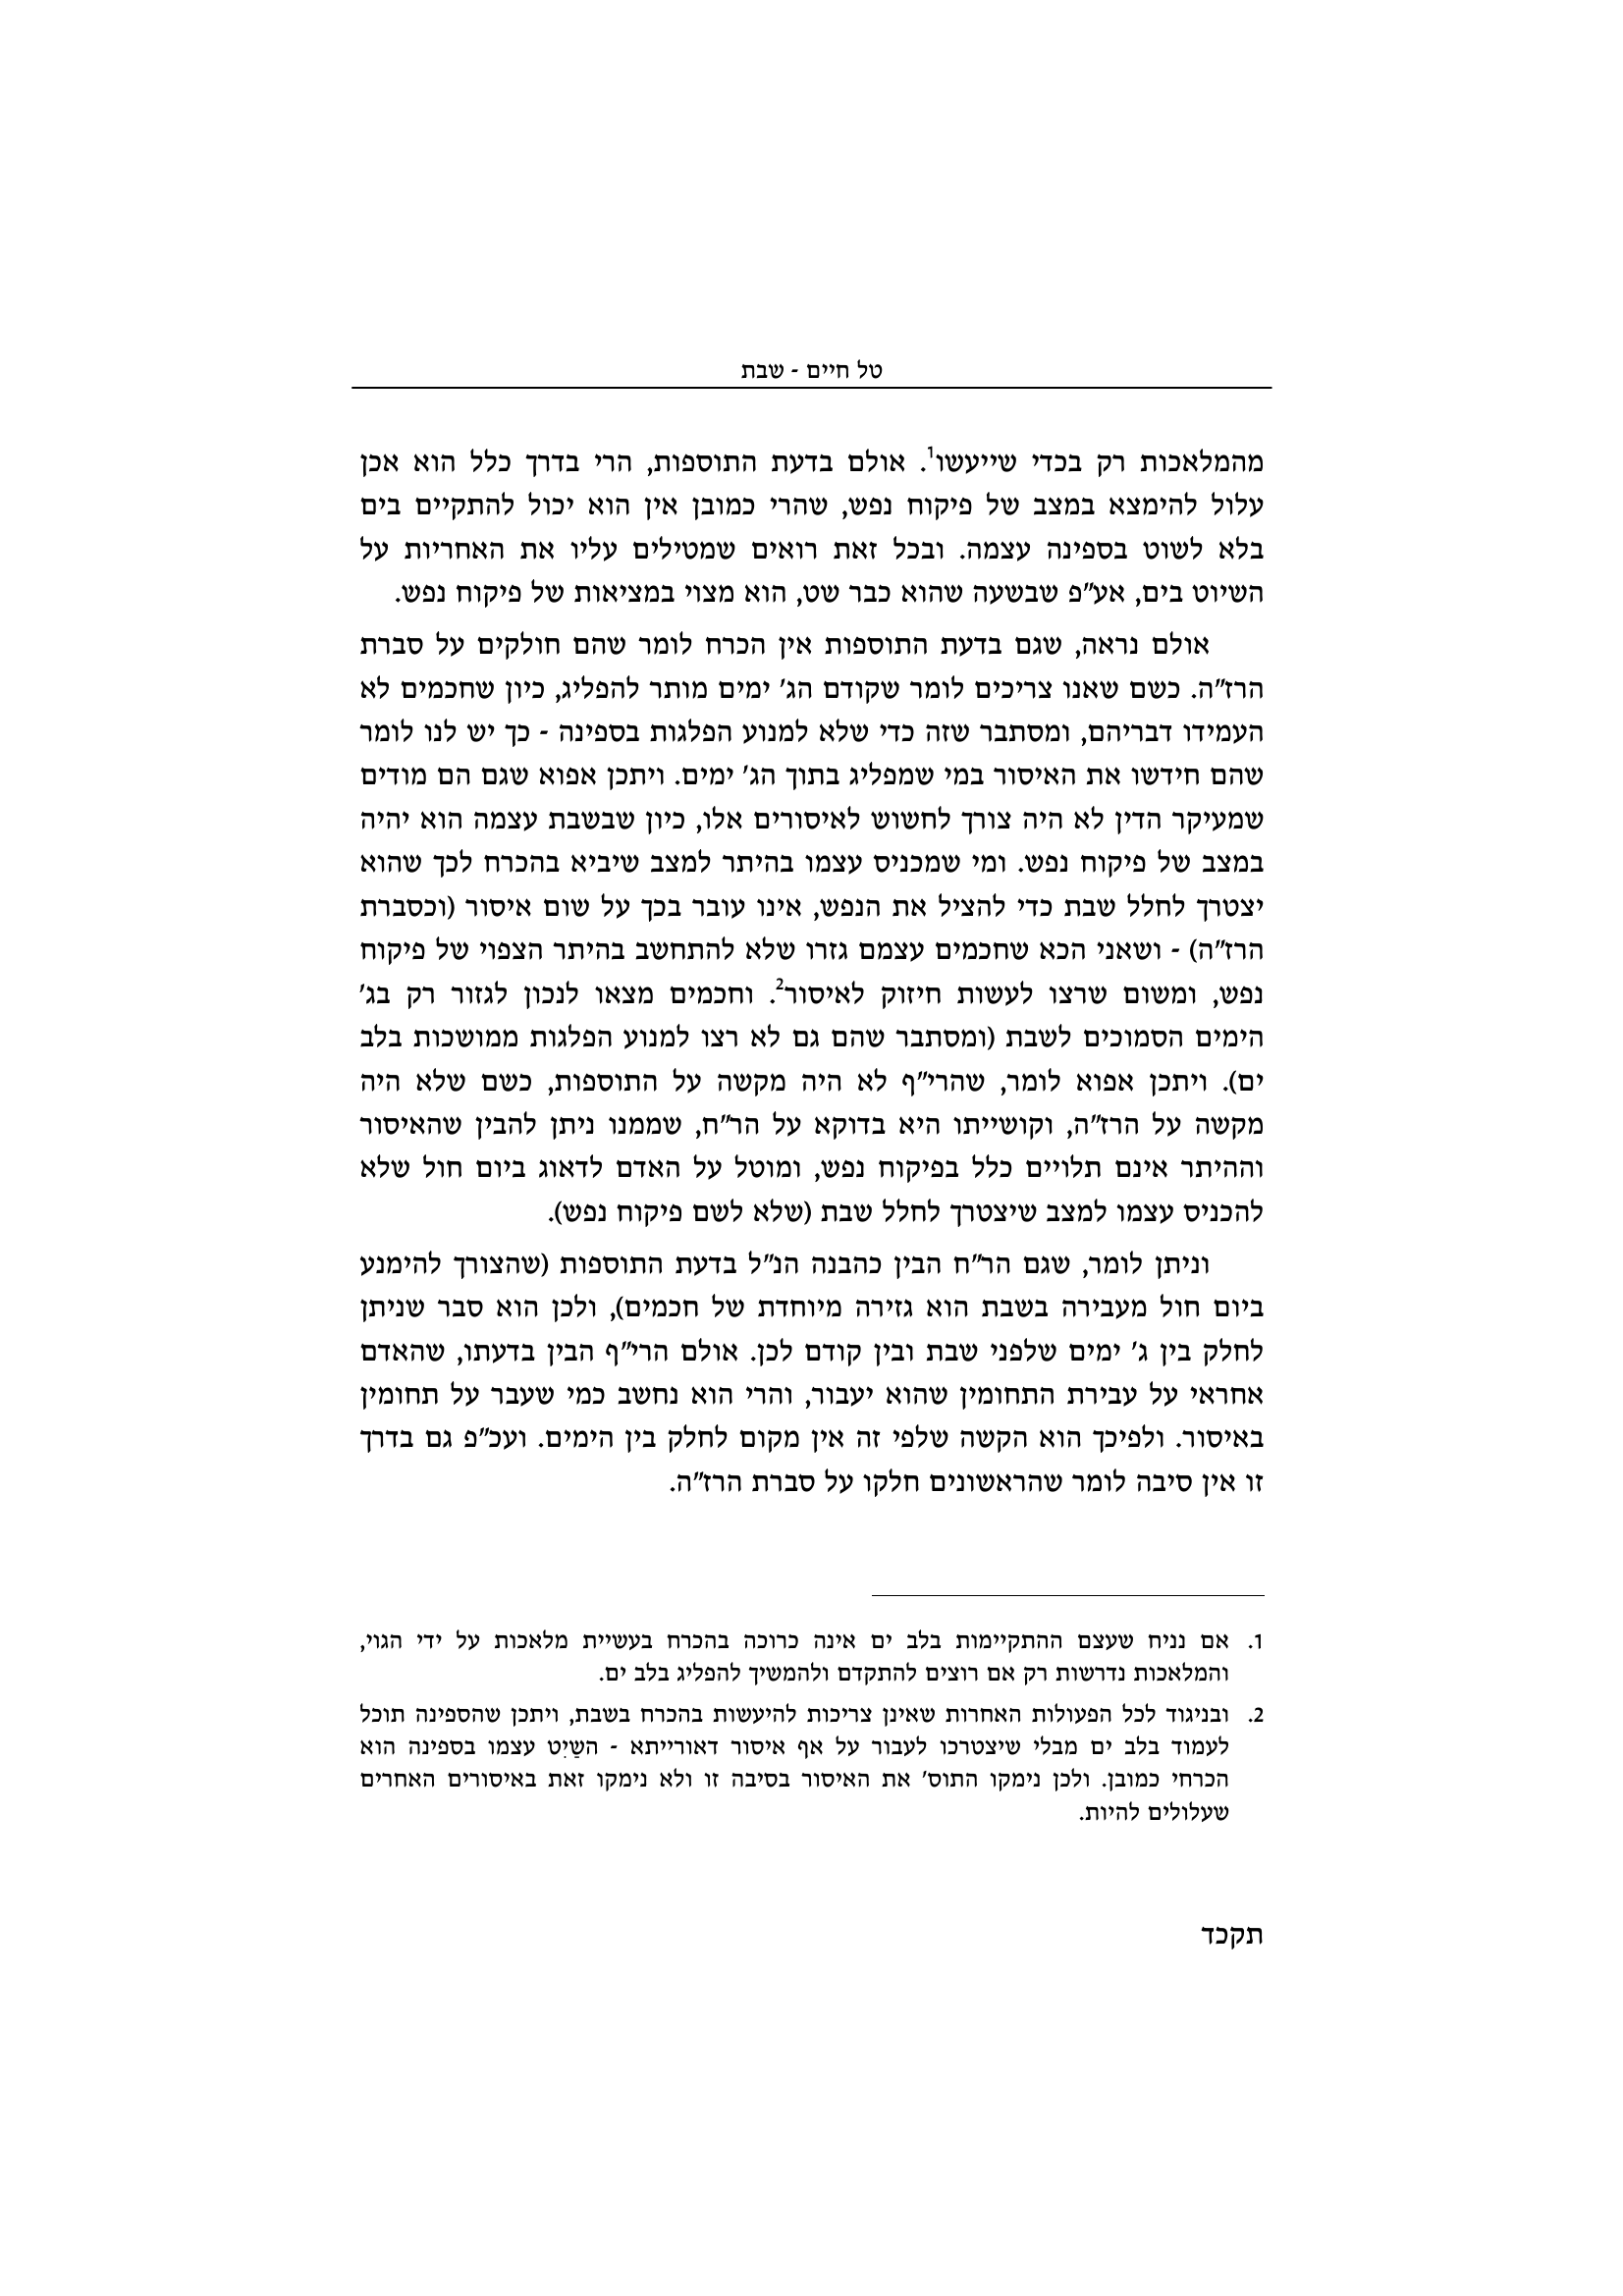 טל חיים - שבת
מהמלאכות רק בכדי שייעשו1. אולם בדעת התוספות, הרי בדרך כלל הוא אכן
עלול להימצא במצב של פיקוח נפש, שהרי כמובן אין הוא יכול להתקיים בים
בלא לשוט בספינה עצמה. ובכל זאת רואים שמטילים עליו את האחריות על
השיוט בים, אע"פ שבשעה שהוא כבר שט, הוא מצוי במציאות של פיקוח נפש.
אולם נראה, שגם בדעת התוספות אין הכרח לומר שהם חולקים על סברת
הרז"ה. כשם שאנו צריכים לומר שקודם הג' ימים מותר להפליג, כיון שחכמים לא
העמידו דבריהם, ומסתבר שזה כדי שלא למנוע הפלגות בספינה - כך יש לנו לומר
שהם חידשו את האיסור במי שמפליג בתוך הג' ימים. ויתכן אפוא שגם הם מודים
שמעיקר הדין לא היה צורך לחשוש לאיסורים אלו, כיון שבשבת עצמה הוא יהיה
במצב של פיקוח נפש. ומי שמכניס עצמו בהיתר למצב שיביא בהכרח לכך שהוא
יצטרך לחלל שבת כדי להציל את הנפש, אינו עובר בכך על שום איסור (וכסברת
הרז"ה) - ושאני הכא שחכמים עצמם גזרו שלא להתחשב בהיתר הצפוי של פיקוח
נפש, ומשום שרצו לעשות חיזוק לאיסור2. וחכמים מצאו לנכון לגזור רק בג'
הימים הסמוכים לשבת (ומסתבר שהם גם לא רצו למנוע הפלגות ממושכות בלב
ים). ויתכן אפוא לומר, שהרי"ף לא היה מקשה על התוספות, כשם שלא היה
מקשה על הרז"ה, וקושייתו היא בדוקא על הר"ח, שממנו ניתן להבין שהאיסור
וההיתר אינם תלויים כלל בפיקוח נפש, ומוטל על האדם לדאוג ביום חול שלא
להכניס עצמו למצב שיצטרך לחלל שבת (שלא לשם פיקוח נפש).
וניתן לומר, שגם הר"ח הבין כהבנה הנ"ל בדעת התוספות (שהצורך להימנע
ביום חול מעבירה בשבת הוא גזירה מיוחדת של חכמים), ולכן הוא סבר שניתן
לחלק בין ג' ימים שלפני שבת ובין קודם לכן. אולם הרי"ף הבין בדעתו, שהאדם
אחראי על עבירת התחומין שהוא יעבור, והרי הוא נחשב כמי שעבר על תחומין
באיסור. ולפיכך הוא הקשה שלפי זה אין מקום לחלק בין הימים. ועכ"פ גם בדרך
זו אין סיבה לומר שהראשונים חלקו על סברת הרז"ה.
1. אם נניח שעצם ההתקיימות בלב ים אינה כרוכה בהכרח בעשיית מלאכות על ידי הגוי,
והמלאכות נדרשות רק אם רוצים להתקדם ולהמשיך להפליג בלב ים.
2. ובניגוד לכל הפעולות האחרות שאינן צריכות להיעשות בהכרח בשבת, ויתכן שהספינה תוכל
לעמוד בלב ים מבלי שיצטרכו לעבור על אף איסור דאורייתא - השַיִט עצמו בספינה הוא
הכרחי כמובן. ולכן נימקו התוס' את האיסור בסיבה זו ולא נימקו זאת באיסורים האחרים
שעלולים להיות.
תקכד